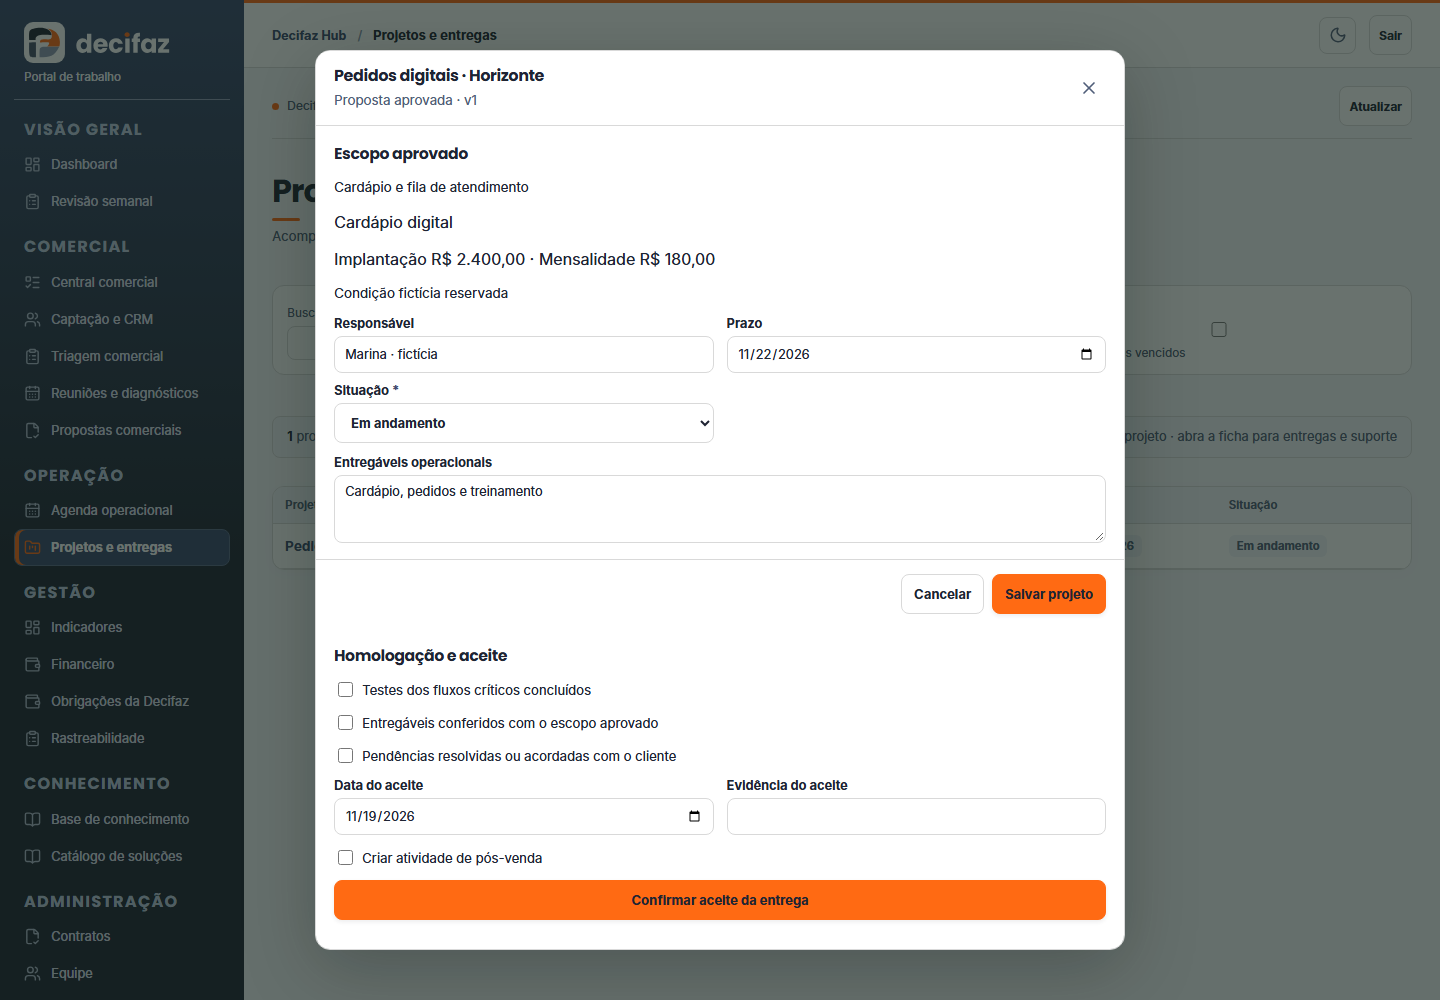 decifaz
Portal de trabalho
VISÃO GERAL
Dashboard
Revisão semanal
COMERCIAL
Central comercial
Captação e CRM
Triagem comercial
Reuniões e diagnósticos
Propostas comerciais
OPERAÇÃO
Agenda operacional
Projetos e entregas
GESTÃO
Indicadores
Financeiro
Obrigações da Decifaz
Rastreabilidade
CONHECIMENTO
Base de conhecimento
Catálogo de soluções
ADMINISTRAÇÃO
Contratos
Equipe
Decifaz Hub / Projetos e entregas
Sair
Atualizar
s vencidos
projeto · abra a ficha para entregas e suporte
Situação
Em andamento
Pedidos digitais · Horizonte
Proposta aprovada · v1
Escopo aprovado
Cardápio e fila de atendimento
Cardápio digital
Implantação R$ 2.400,00 · Mensalidade R$ 180,00
Condição fictícia reservada
Responsável
Prazo
Marina · fictícia
11/22/2026
Situação *
Em andamento
Entregáveis operacionais
Cardápio, pedidos e treinamento
Cancelar
Salvar projeto
Homologação e aceite
Testes dos fluxos críticos concluídos
Entregáveis conferidos com o escopo aprovado
Pendências resolvidas ou acordadas com o cliente
Data do aceite
Evidência do aceite
11/19/2026
Criar atividade de pós-venda
Confirmar aceite da entrega